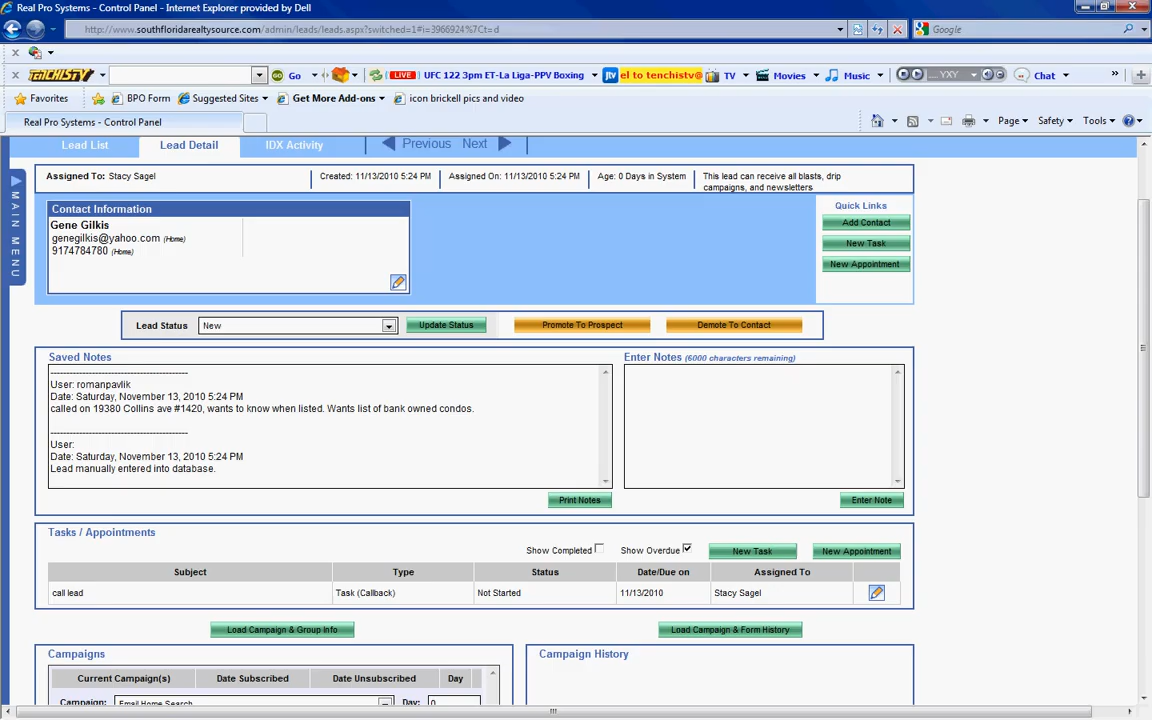 Real Pro Systems - Control Panel - Internet Explorer provided by Dell
http://www.southfloridarealtysource.com/admin/leads/leads.aspx?switched=1#i=3966924%7Ct=d
Google
TENCHISTV Go LIVE UFC 122 3pm ET-La Liga-PPV Boxing jtv el to tenchistv@ TV Movies Music YXY Chat
Favorites BPO Form Suggested Sites Get More Add-ons icon brickell pics and video
Real Pro Systems - Control Panel
Page Safety Tools
Lead List Lead Detail IDX Activity Previous Next
MAIN MENU
Assigned To: Stacy Sagel Created: 11/13/2010 5:24 PM Assigned On: 11/13/2010 5:24 PM Age: 0 Days in System This lead can receive all blasts, drip
campaigns, and newsletters
Contact Information
Gene Gilkis
genegilkis@yahoo.com (Home)
9174784780 (Home)
Quick Links
Add Contact
New Task
New Appointment
Lead Status New Update Status Promote To Prospect Demote To Contact
Saved Notes
----------------------------------------------
User: romanpavlik
Date: Saturday, November 13, 2010 5:24 PM
called on 19380 Collins ave #1420, wants to know when listed. Wants list of bank owned condos.
----------------------------------------------
User:
Date: Saturday, November 13, 2010 5:24 PM
Lead manually entered into database.
Print Notes
Enter Notes (6000 characters remaining)
Enter Note
Tasks / Appointments
Show Completed Show Overdue New Task New Appointment
Subject Type Status Date/Due on Assigned To
call lead Task (Callback) Not Started 11/13/2010 Stacy Sagel
Load Campaign & Group Info Load Campaign & Form History
Campaigns
Current Campaign(s) Date Subscribed Date Unsubscribed Day
Campaign: Email Home Search Day: 0
Campaign History